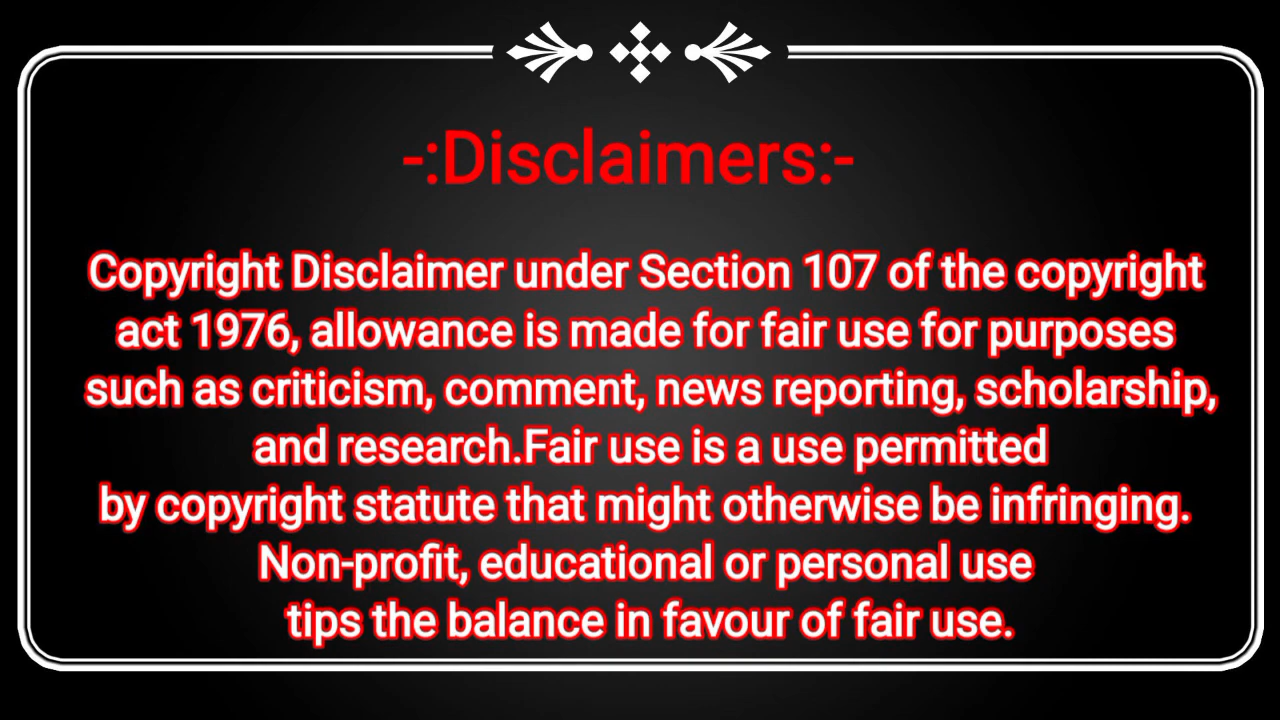 -:Disclaimers:-
Copyright Disclaimer under Section 107 of the copyright
act 1976, allowance is made for fair use for purposes
such as criticism, comment, news reporting, scholarship,
and research.Fair use is a use permitted
by copyright statute that might otherwise be infringing.
Non-profit, educational or personal use
tips the balance in favour of fair use.